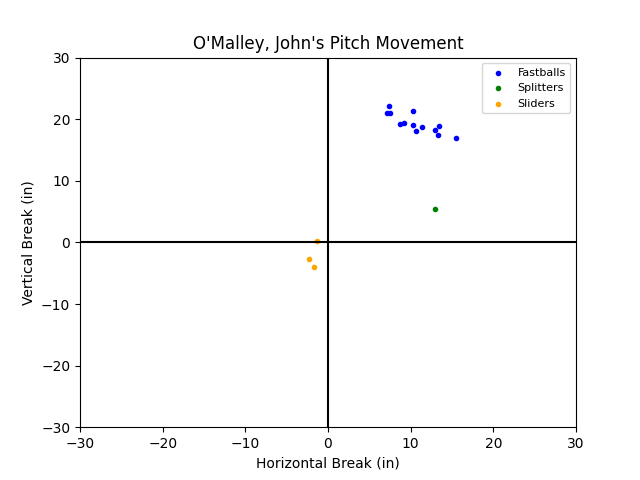 O'Malley, John's Pitch Movement
Fastballs
Splitters
Sliders
Vertical Break (in)
30
20
10
0
−10
−20
−30
−30
−20
−10
0
10
20
30
Horizontal Break (in)